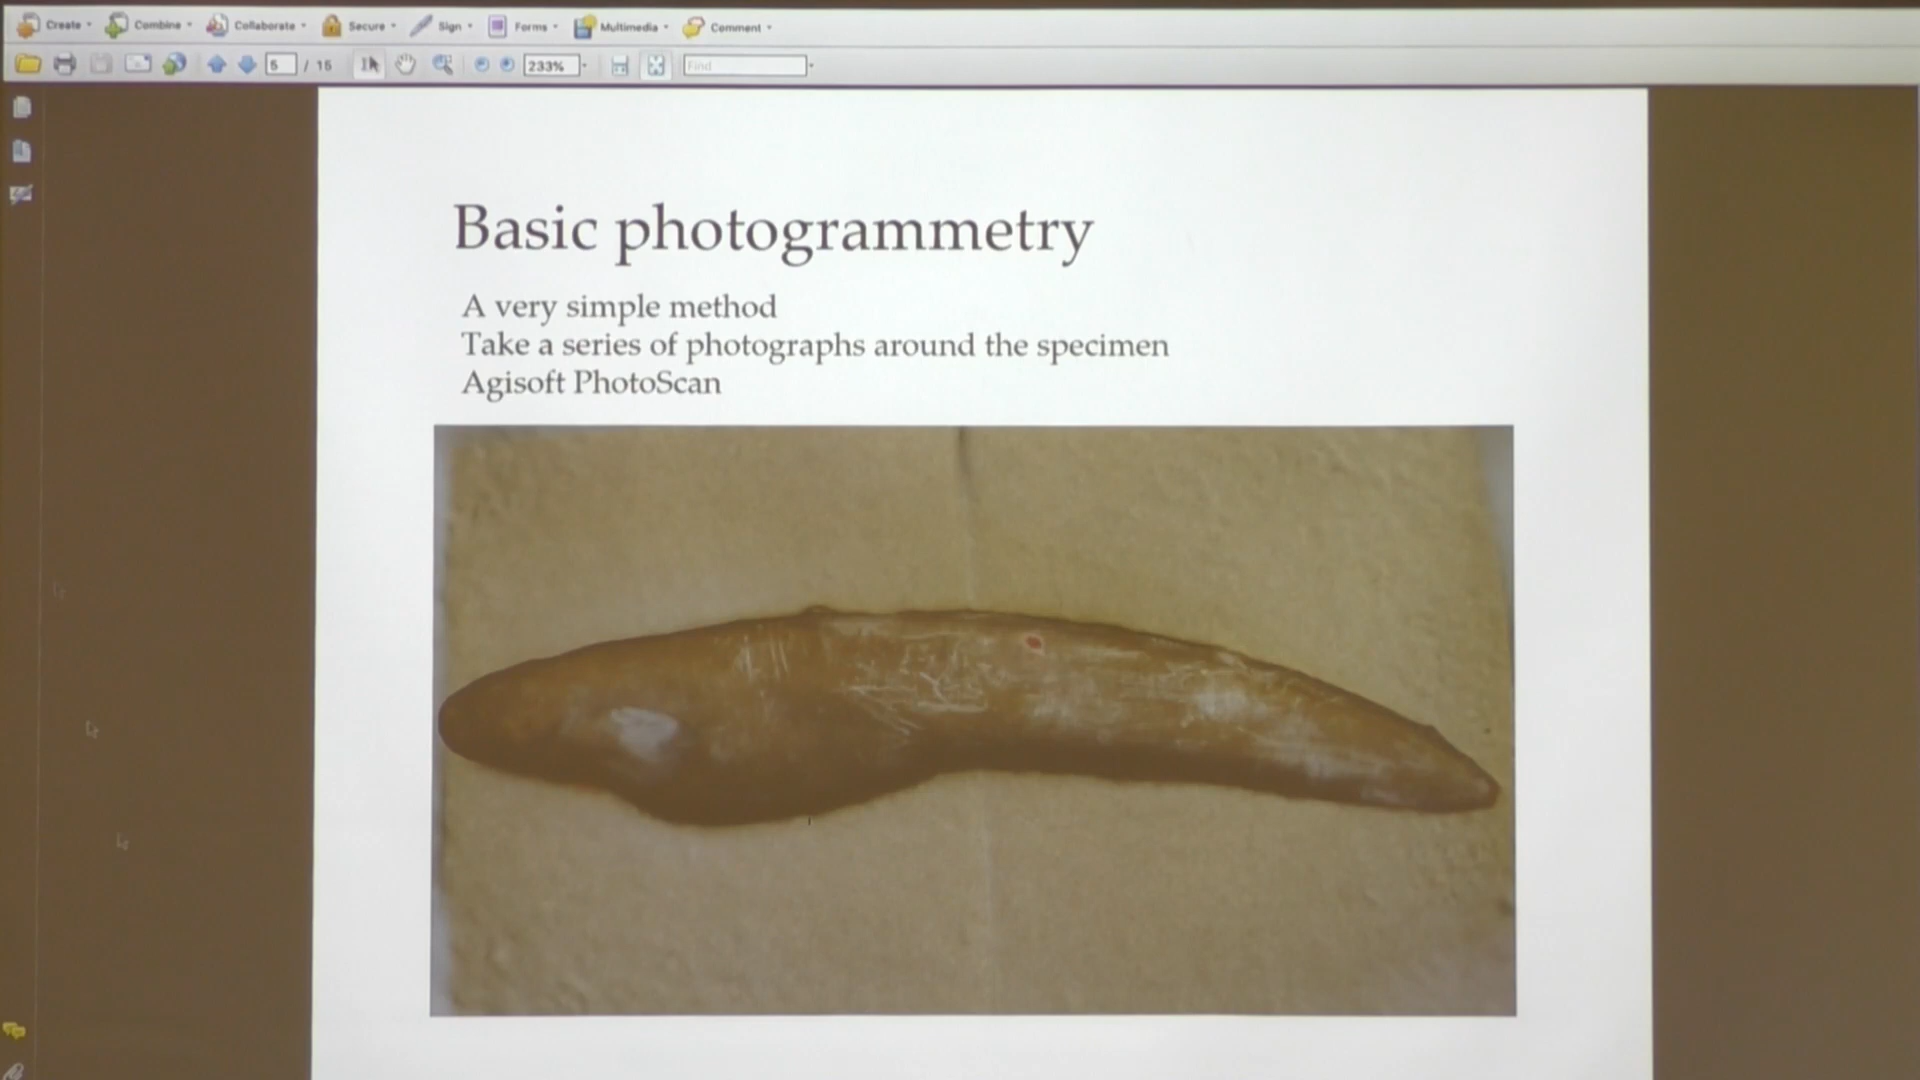 Create Combine Collaborate Secure Sign Forms Multimedia Comment
5 / 15 233% Find
Basic photogrammetry
A very simple method
Take a series of photographs around the specimen
Agisoft PhotoScan